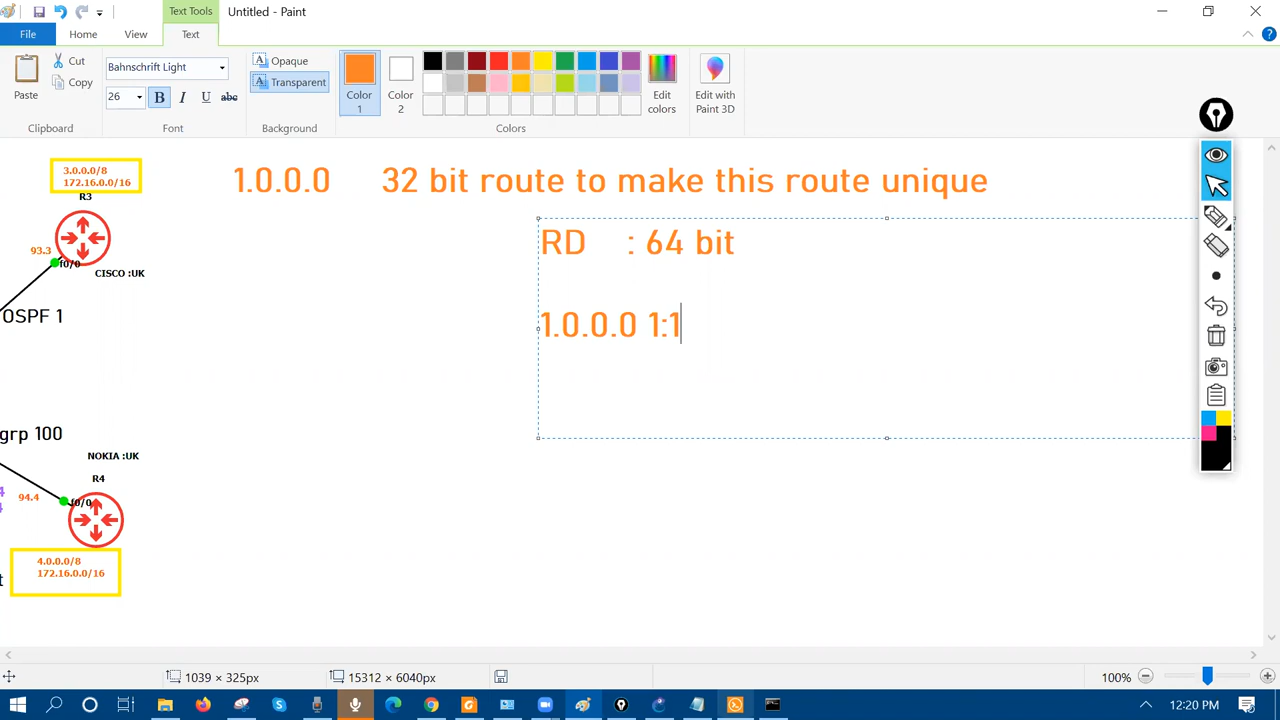 Text Tools
Untitled - Paint
File
Home
View
Text
Paste
Cut
Copy
Clipboard
Bahnschrift Light
26
B
I
U
abc
Font
A
Opaque
A
Transparent
Background
Color
1
Color
2
Edit
colors
Edit with
Paint 3D
Colors
3.0.0.0/8
172.16.0.0/16
R3
93.3
f0/0
CISCO :UK
OSPF 1
1.0.0.0 32 bit route to make this route unique
RD : 64 bit
1.0.0.0 1:1
grp 100
NOKIA :UK
R4
94.4
f0/0
4
4
4.0.0.0/8
172.16.0.0/16
t
1039 × 325px
15312 × 6040px
100%
12:20 PM